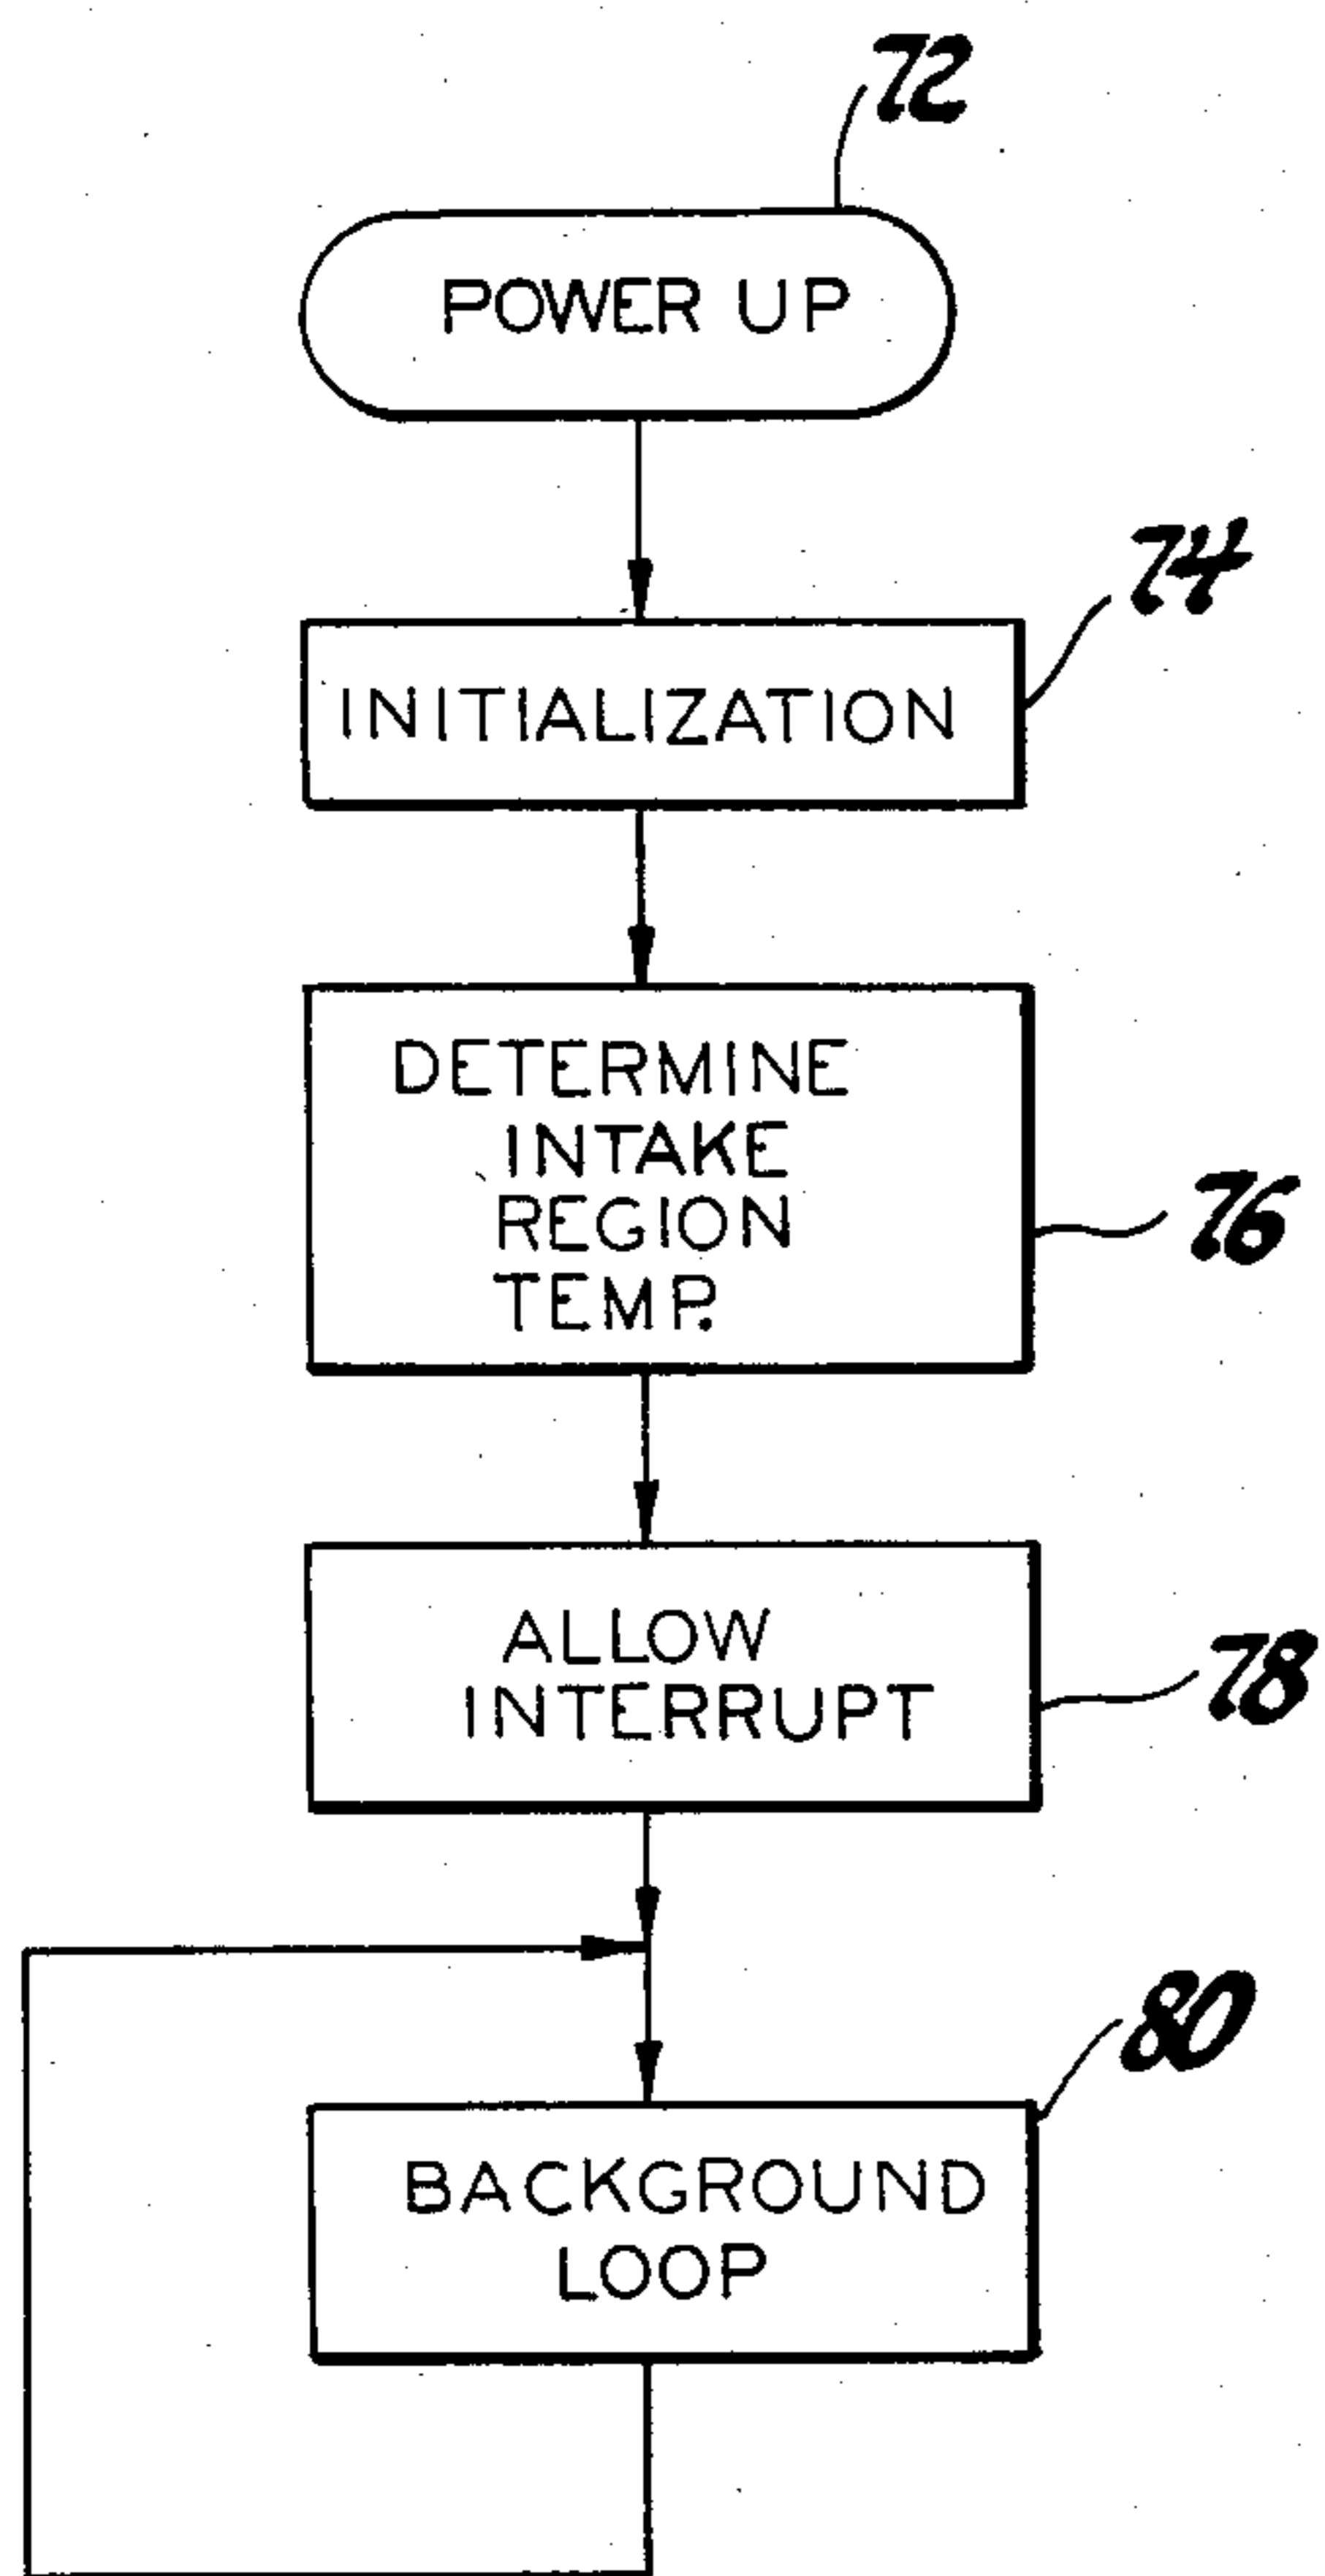 72
POWER UP
74
INITIALIZATION
DETERMINE
INTAKE
REGION
TEMP.
76
ALLOW
INTERRUPT
78
80
BACKGROUND
LOOP